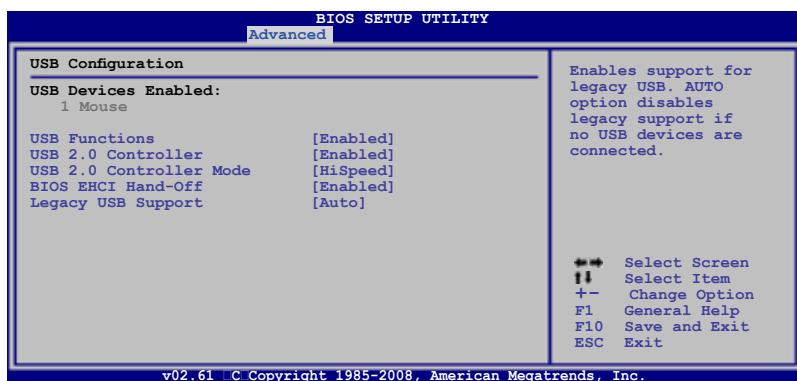 BIOS SETUP UTILITY
Advanced
USB Configuration
USB Devices Enabled:
1 Mouse
USB Functions [Enabled]
USB 2.0 Controller [Enabled]
USB 2.0 Controller Mode [HiSpeed]
BIOS EHCI Hand-Off [Enabled]
Legacy USB Support [Auto]
Enables support for
legacy USB. AUTO
option disables
legacy support if
no USB devices are
connected.
←→ Select Screen
↑↓ Select Item
+- Change Option
F1 General Help
F10 Save and Exit
ESC Exit
v02.61 □C□Copyright 1985-2008, American Megatrends, Inc.